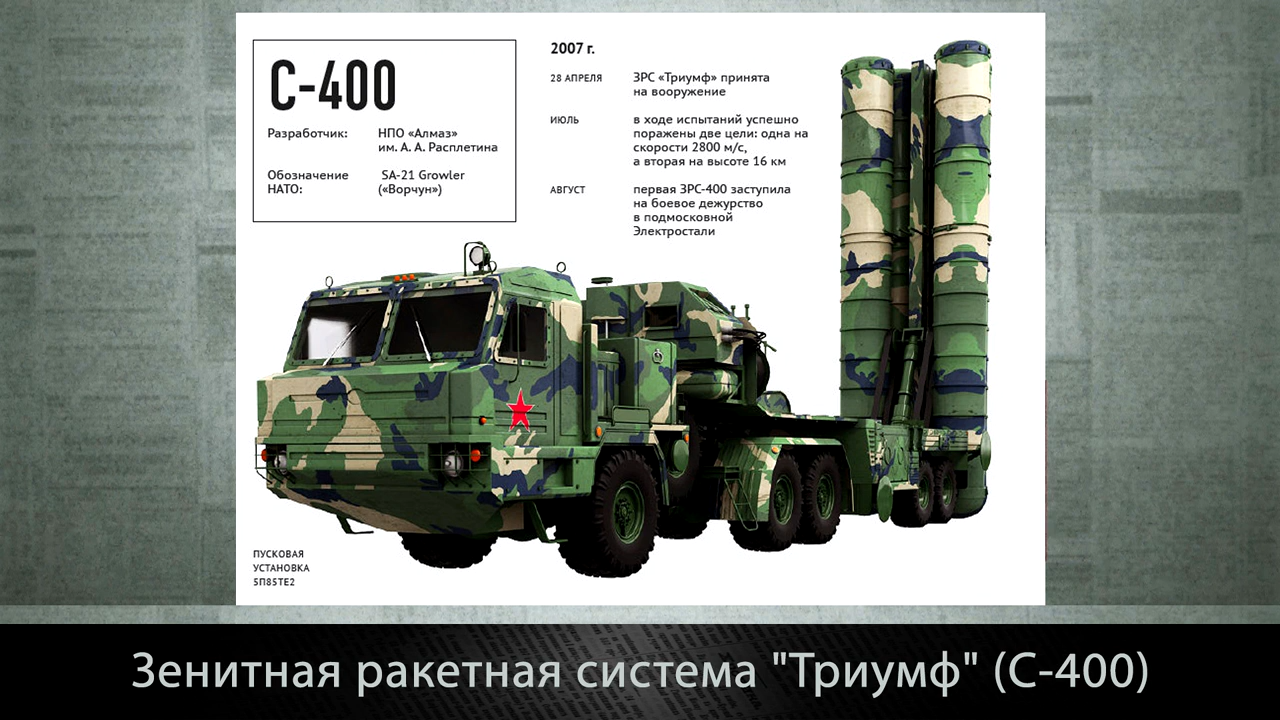 С-400
Разработчик: НПО «Алмаз»
им. А. А. Расплетина
Обозначение SA-21 Growler
НАТО: («Ворчун»)
2007 г.
28 АПРЕЛЯ ЗРС «Триумф» принята
на вооружение
ИЮЛЬ в ходе испытаний успешно
поражены две цели: одна на
скорости 2800 м/с,
а вторая на высоте 16 км
АВГУСТ первая ЗРС-400 заступила
на боевое дежурство
в подмосковной
Электростали
ПУСКОВАЯ
УСТАНОВКА
5П85ТЕ2
Зенитная ракетная система "Триумф" (С-400)